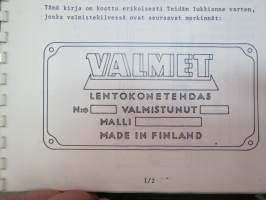 Tämä kirja on koottu erikoisesti Teidän lukkianne varten,
jonka valmistekilvessä ovat seuraavat merkinnät:
VALMET
LENTOKONETEHDAS
N:o VALMISTUNUT
MALLI
MADE IN FINLAND
1/2